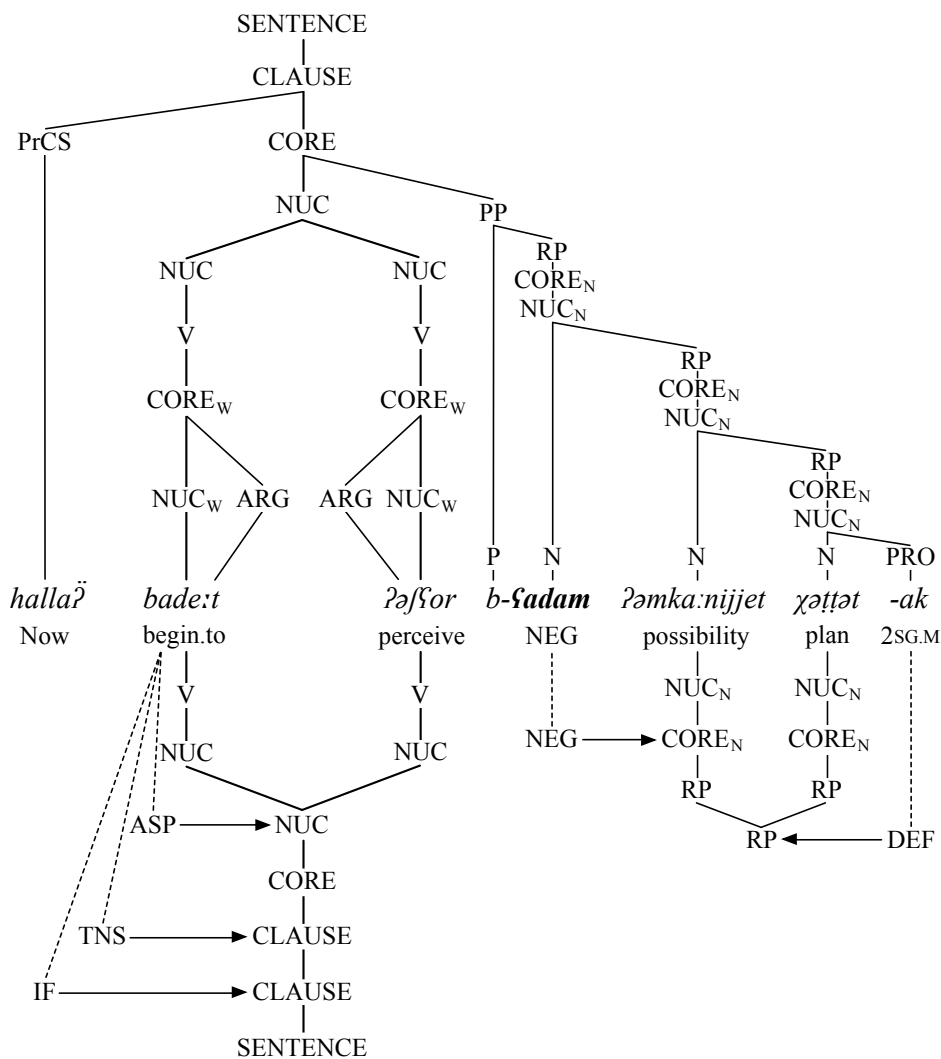 SENTENCE
CLAUSE
PrCS CORE
NUC PP
RP
NUC NUC CORE_N
NUC_N
V V
RP
CORE_W CORE_W CORE_N
NUC_N
RP
NUC_W ARG ARG NUC_W CORE_N
NUC_N
P N N N PRO
hallaʔ̈ badeːt ʔəʃʕor b-ʕadam ʔəmkaːnijjet χəṭṭət -ak
Now begin.to perceive NEG possibility plan 2SG.M
V V NUC_N NUC_N
NUC NUC NEG CORE_N CORE_N
RP RP
ASP NUC RP DEF
CORE
TNS CLAUSE
IF CLAUSE
SENTENCE